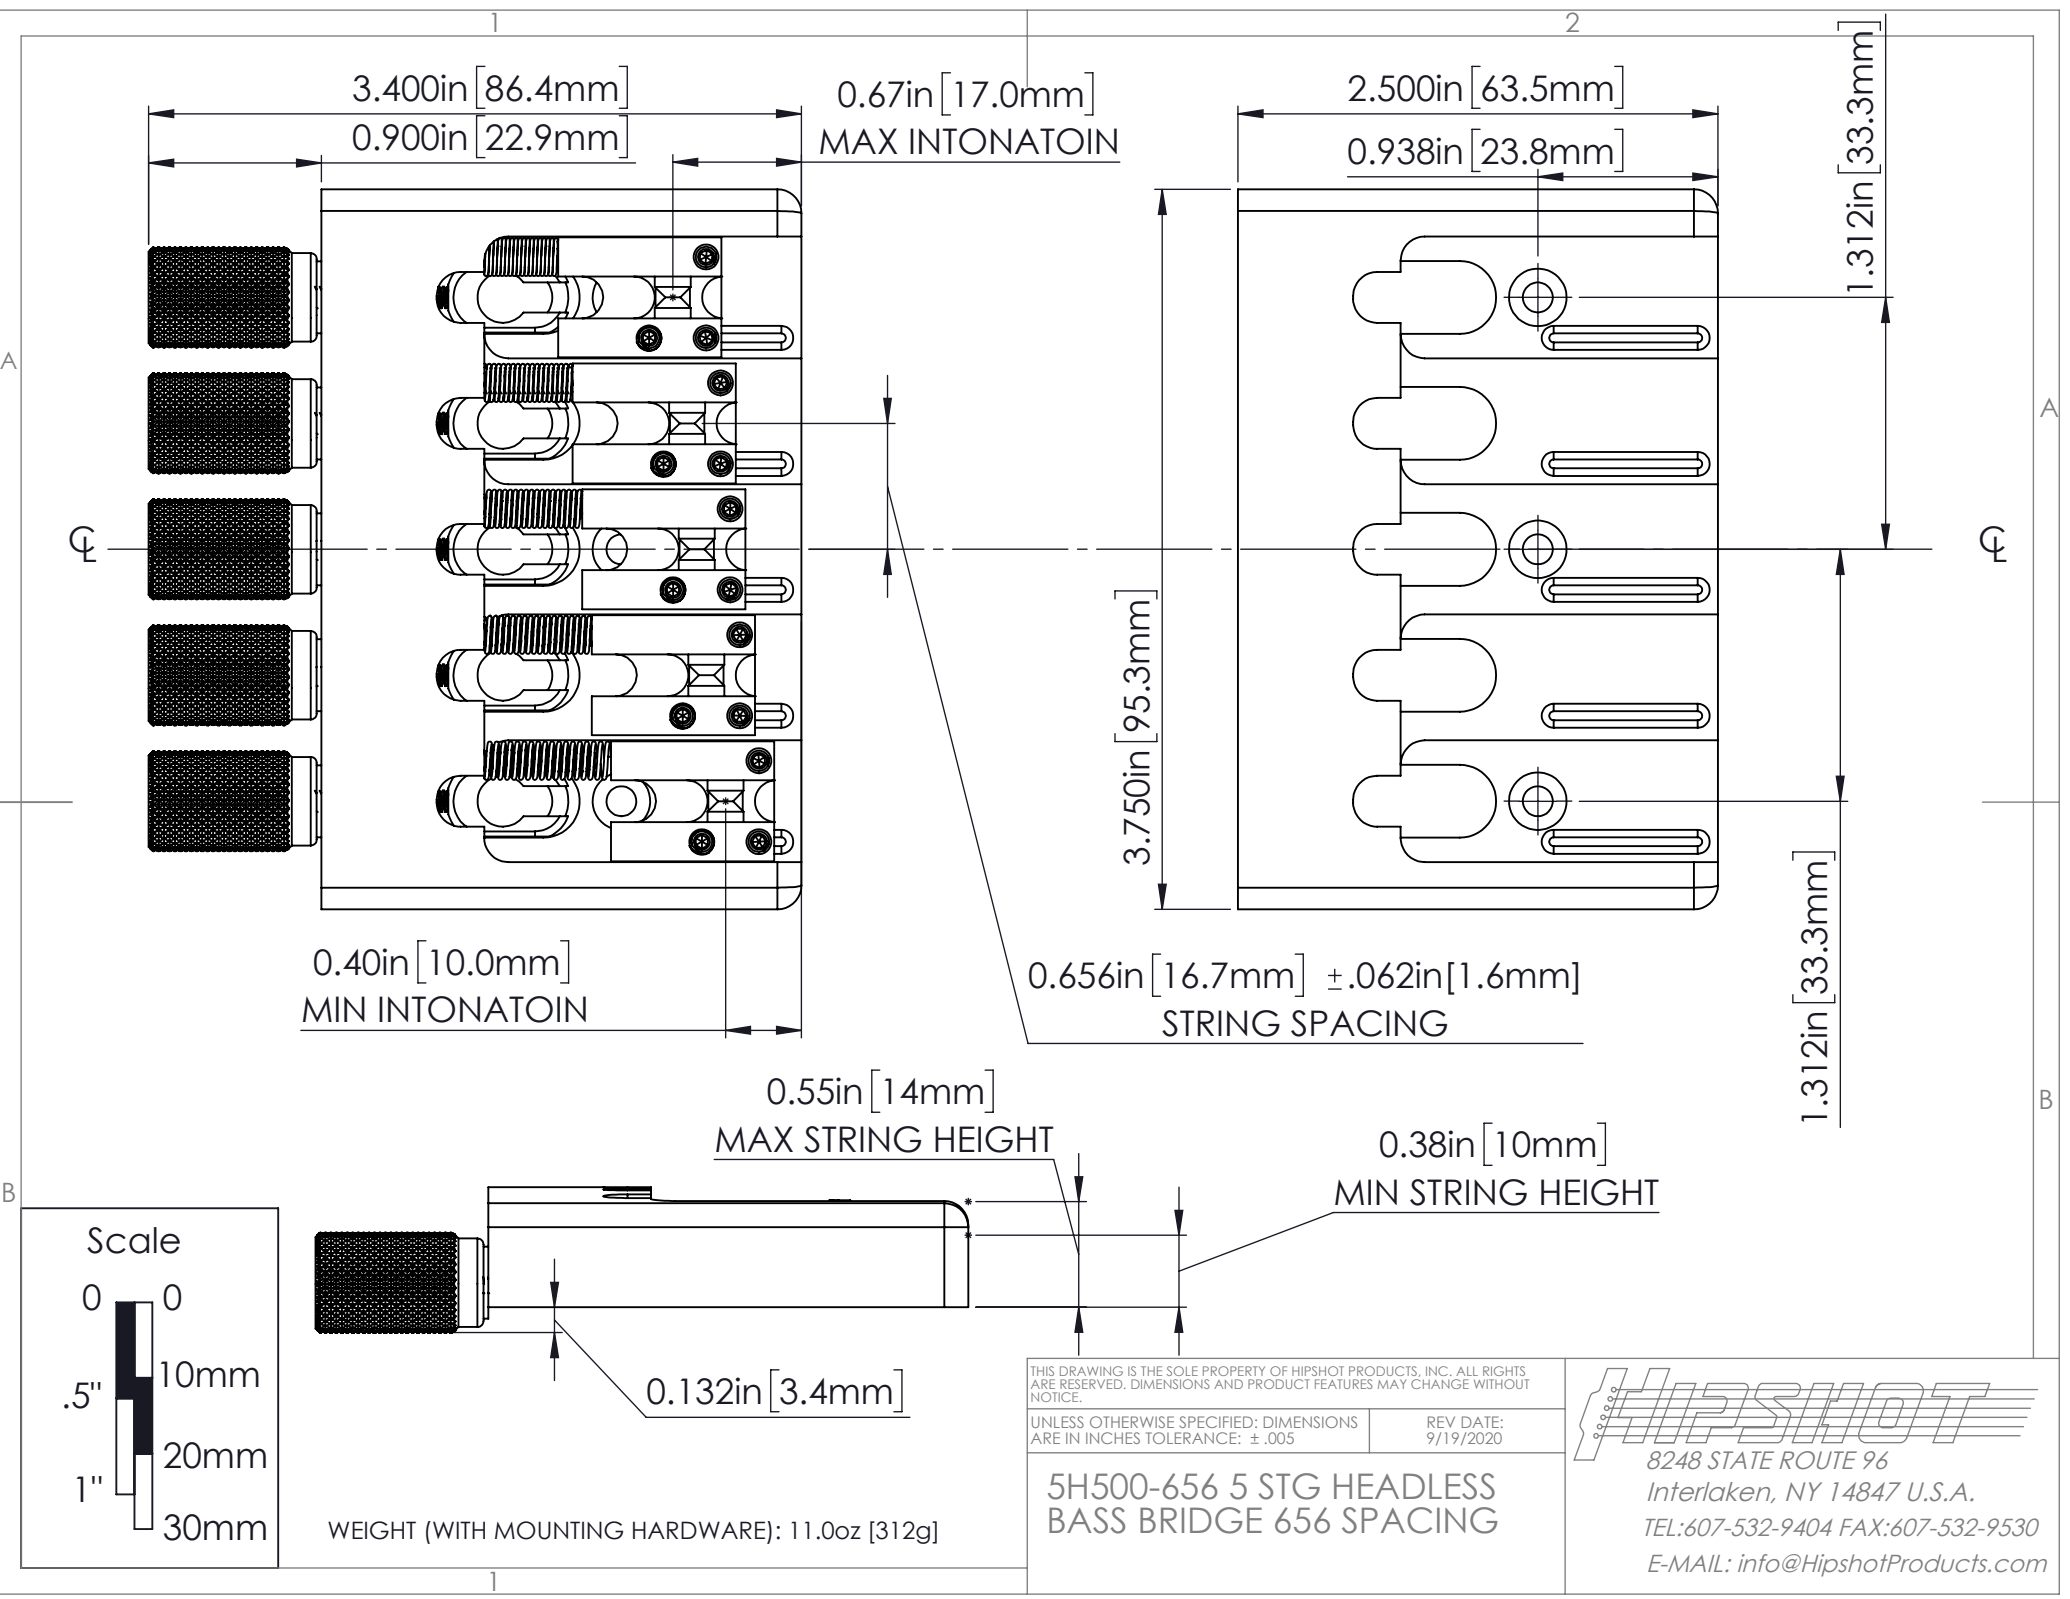 1
2
3.400in[86.4mm]
0.900in[22.9mm]
0.67in[17.0mm]
MAX INTONATOIN
2.500in[63.5mm]
0.938in[23.8mm]
1.312in[33.3mm]
A
A
℄
℄
3.750in[95.3mm]
1.312in[33.3mm]
0.40in[10.0mm]
MIN INTONATOIN
0.656in[16.7mm] ±.062in[1.6mm]
STRING SPACING
0.55in[14mm]
MAX STRING HEIGHT
0.38in[10mm]
MIN STRING HEIGHT
B
B
Scale
0 0
10mm
.5"
20mm
1"
30mm
0.132in[3.4mm]
WEIGHT (WITH MOUNTING HARDWARE): 11.0oz [312g]
THIS DRAWING IS THE SOLE PROPERTY OF HIPSHOT PRODUCTS, INC. ALL RIGHTS
ARE RESERVED. DIMENSIONS AND PRODUCT FEATURES MAY CHANGE WITHOUT
NOTICE.
UNLESS OTHERWISE SPECIFIED: DIMENSIONS
ARE IN INCHES TOLERANCE: ± .005
REV DATE:
9/19/2020
5H500-656 5 STG HEADLESS
BASS BRIDGE 656 SPACING
HIPSHOT
8248 STATE ROUTE 96
Interlaken, NY 14847 U.S.A.
TEL:607-532-9404 FAX:607-532-9530
E-MAIL: info@HipshotProducts.com
1